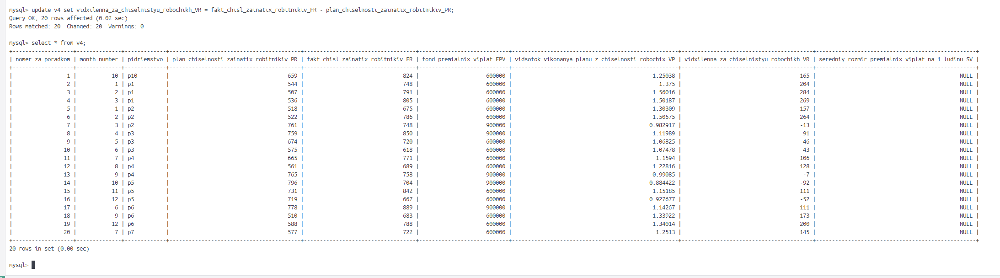 mysql> update v4 set vidxilenna_za_chiselnistyu_robochikh_VR = fakt_chisl_zainatix_robitnikiv_FR - plan_chiselnosti_zainatix_robitnikiv_PR;
Query OK, 20 rows affected (0.02 sec)
Rows matched: 20  Changed: 20  Warnings: 0
mysql> select * from v4;
| nomer_za_poradkom | month_number | pidriemstvo | plan_chiselnosti_zainatix_robitnikiv_PR | fakt_chisl_zainatix_robitnikiv_FR | fond_premialnix_viplat_FPV | vidsotok_vikonanya_planu_z_chiselnosti_robochix_VP | vidxilenna_za_chiselnistyu_robochikh_VR | seredniy_rozmir_premialnix_viplat_na_1_ludinu_SV |
| 1 | 10 | p10 | 659 | 824 | 600000 | 1.25038 | 165 | NULL |
| 2 | 1 | p1 | 544 | 748 | 600000 | 1.375 | 204 | NULL |
| 3 | 2 | p1 | 507 | 791 | 600000 | 1.56016 | 284 | NULL |
| 4 | 3 | p1 | 536 | 805 | 600000 | 1.50187 | 269 | NULL |
| 5 | 1 | p2 | 518 | 675 | 600000 | 1.30309 | 157 | NULL |
| 6 | 2 | p2 | 522 | 786 | 600000 | 1.50575 | 264 | NULL |
| 7 | 3 | p2 | 761 | 748 | 900000 | 0.982917 | -13 | NULL |
| 8 | 4 | p3 | 759 | 850 | 900000 | 1.11989 | 91 | NULL |
| 9 | 5 | p3 | 674 | 720 | 600000 | 1.06825 | 46 | NULL |
| 10 | 6 | p3 | 575 | 618 | 600000 | 1.07478 | 43 | NULL |
| 11 | 7 | p4 | 665 | 771 | 600000 | 1.1594 | 106 | NULL |
| 12 | 8 | p4 | 561 | 689 | 600000 | 1.22816 | 128 | NULL |
| 13 | 9 | p4 | 765 | 758 | 900000 | 0.99085 | -7 | NULL |
| 14 | 10 | p5 | 796 | 704 | 900000 | 0.884422 | -92 | NULL |
| 15 | 11 | p5 | 731 | 842 | 600000 | 1.15185 | 111 | NULL |
| 16 | 12 | p5 | 719 | 667 | 600000 | 0.927677 | -52 | NULL |
| 17 | 6 | p6 | 778 | 889 | 900000 | 1.14267 | 111 | NULL |
| 18 | 9 | p6 | 510 | 683 | 600000 | 1.33922 | 173 | NULL |
| 19 | 12 | p6 | 588 | 788 | 600000 | 1.34014 | 200 | NULL |
| 20 | 7 | p7 | 577 | 722 | 600000 | 1.2513 | 145 | NULL |
20 rows in set (0.00 sec)
mysql>